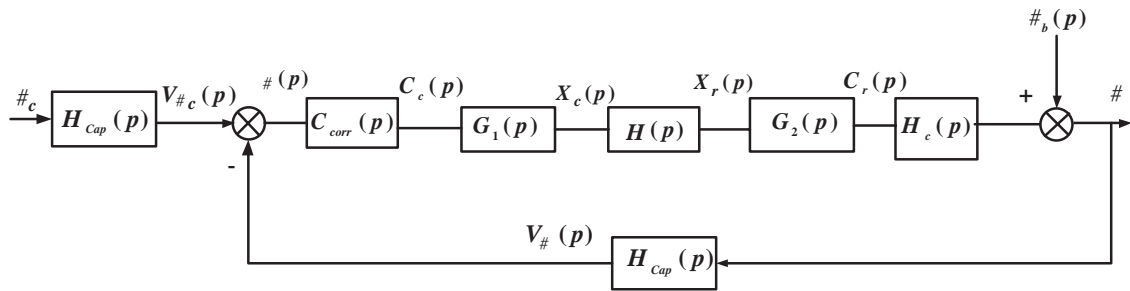 #_b(p)
#_c
H_Cap(p)
V_#c(p)
#(p)
C_corr(p)
C_c(p)
G_1(p)
X_c(p)
H(p)
X_r(p)
G_2(p)
C_r(p)
H_c(p)
+
#
-
V_#(p)
H_Cap(p)